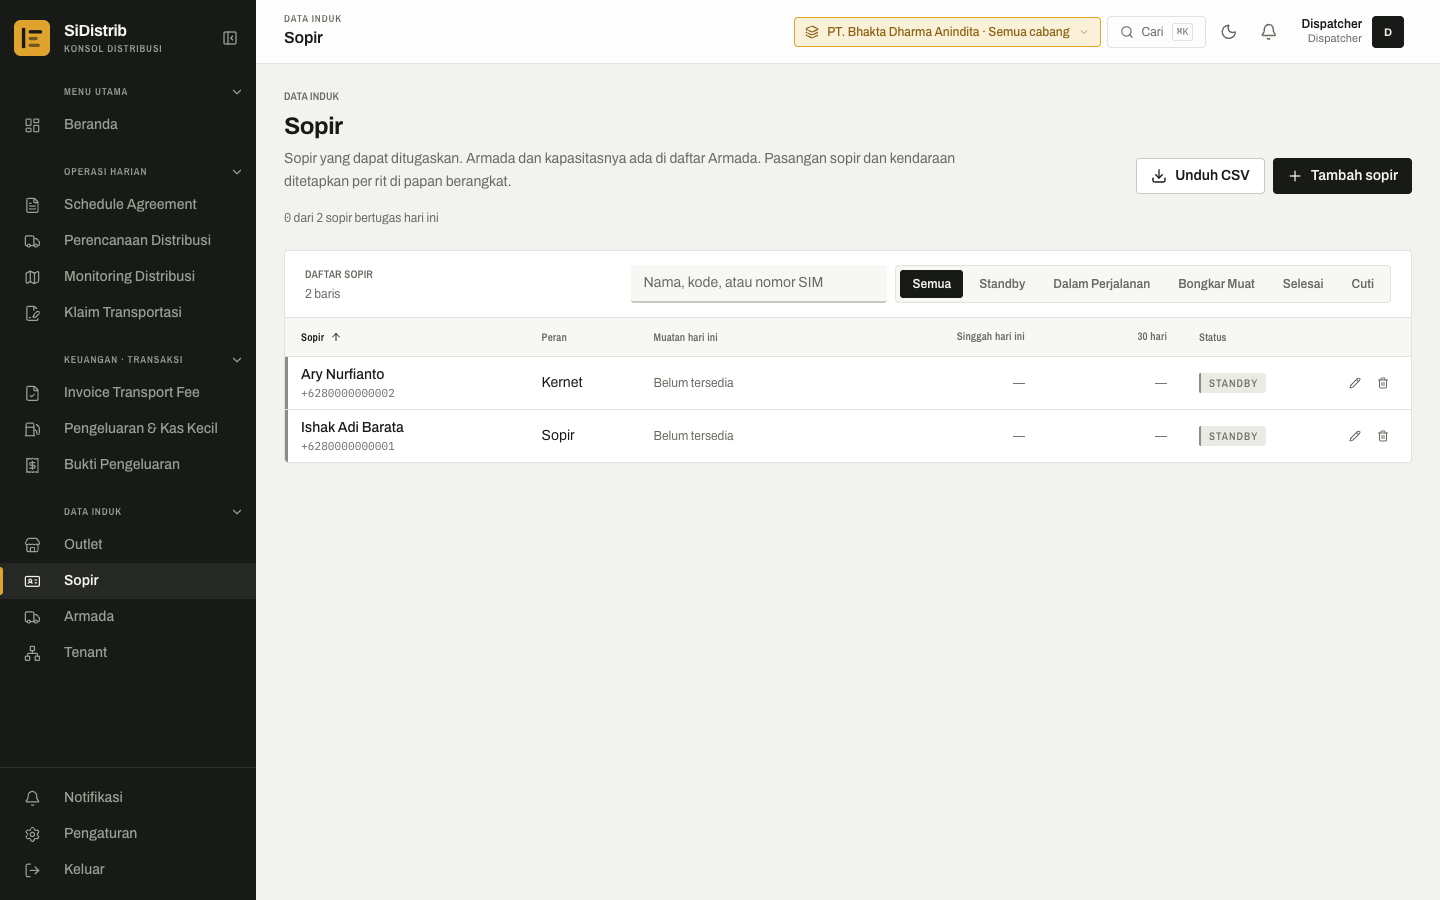 SiDistrib
KONSOL DISTRIBUSI
MENU UTAMA
Beranda
OPERASI HARIAN
Schedule Agreement
Perencanaan Distribusi
Monitoring Distribusi
Klaim Transportasi
KEUANGAN · TRANSAKSI
Invoice Transport Fee
Pengeluaran & Kas Kecil
Bukti Pengeluaran
DATA INDUK
Outlet
Sopir
Armada
Tenant
Notifikasi
Pengaturan
Keluar
DATA INDUK
Sopir
PT. Bhakta Dharma Anindita · Semua cabang
Cari ⌘K
Dispatcher
Dispatcher
D
DATA INDUK
Sopir
Sopir yang dapat ditugaskan. Armada dan kapasitasnya ada di daftar Armada. Pasangan sopir dan kendaraan
ditetapkan per rit di papan berangkat.
0 dari 2 sopir bertugas hari ini
Unduh CSV
Tambah sopir
DAFTAR SOPIR
2 baris
Nama, kode, atau nomor SIM
Semua Standby Dalam Perjalanan Bongkar Muat Selesai Cuti
Sopir Peran Muatan hari ini Singgah hari ini 30 hari Status
Ary Nurfianto Kernet Belum tersedia — — STANDBY
+6280000000002
Ishak Adi Barata Sopir Belum tersedia — — STANDBY
+6280000000001